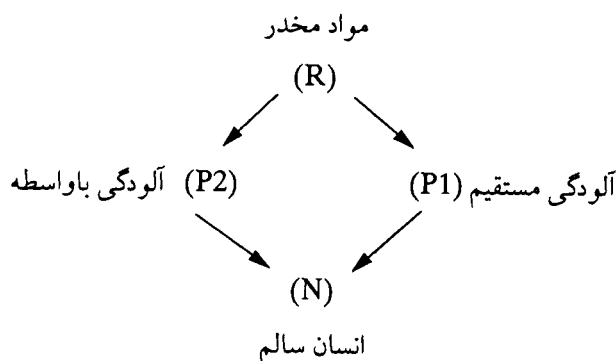 مواد مخدر
(R)
آلودگی مستقیم (P1)
(P2) آلودگی باواسطه
(N)
انسان سالم